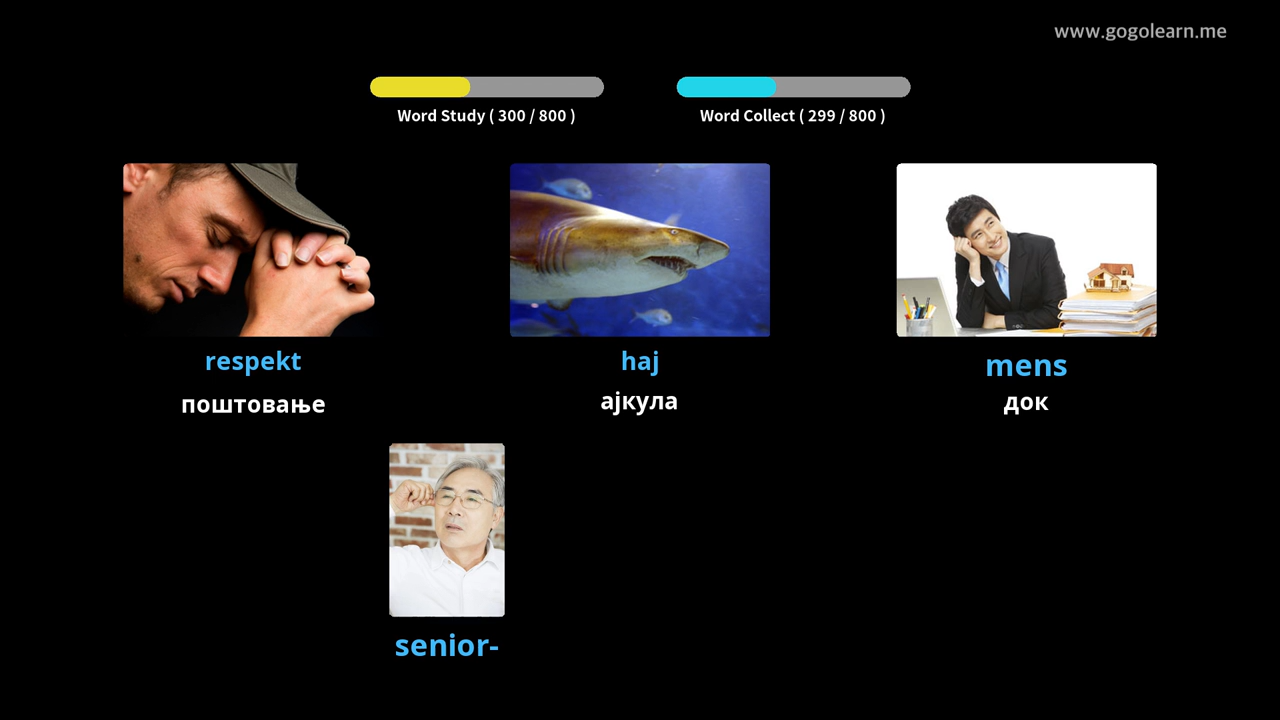 www.gogolearn.me
Word Study ( 300 / 800 )
Word Collect ( 299 / 800 )
respekt
haj
mens
поштовање
ајкула
док
senior-